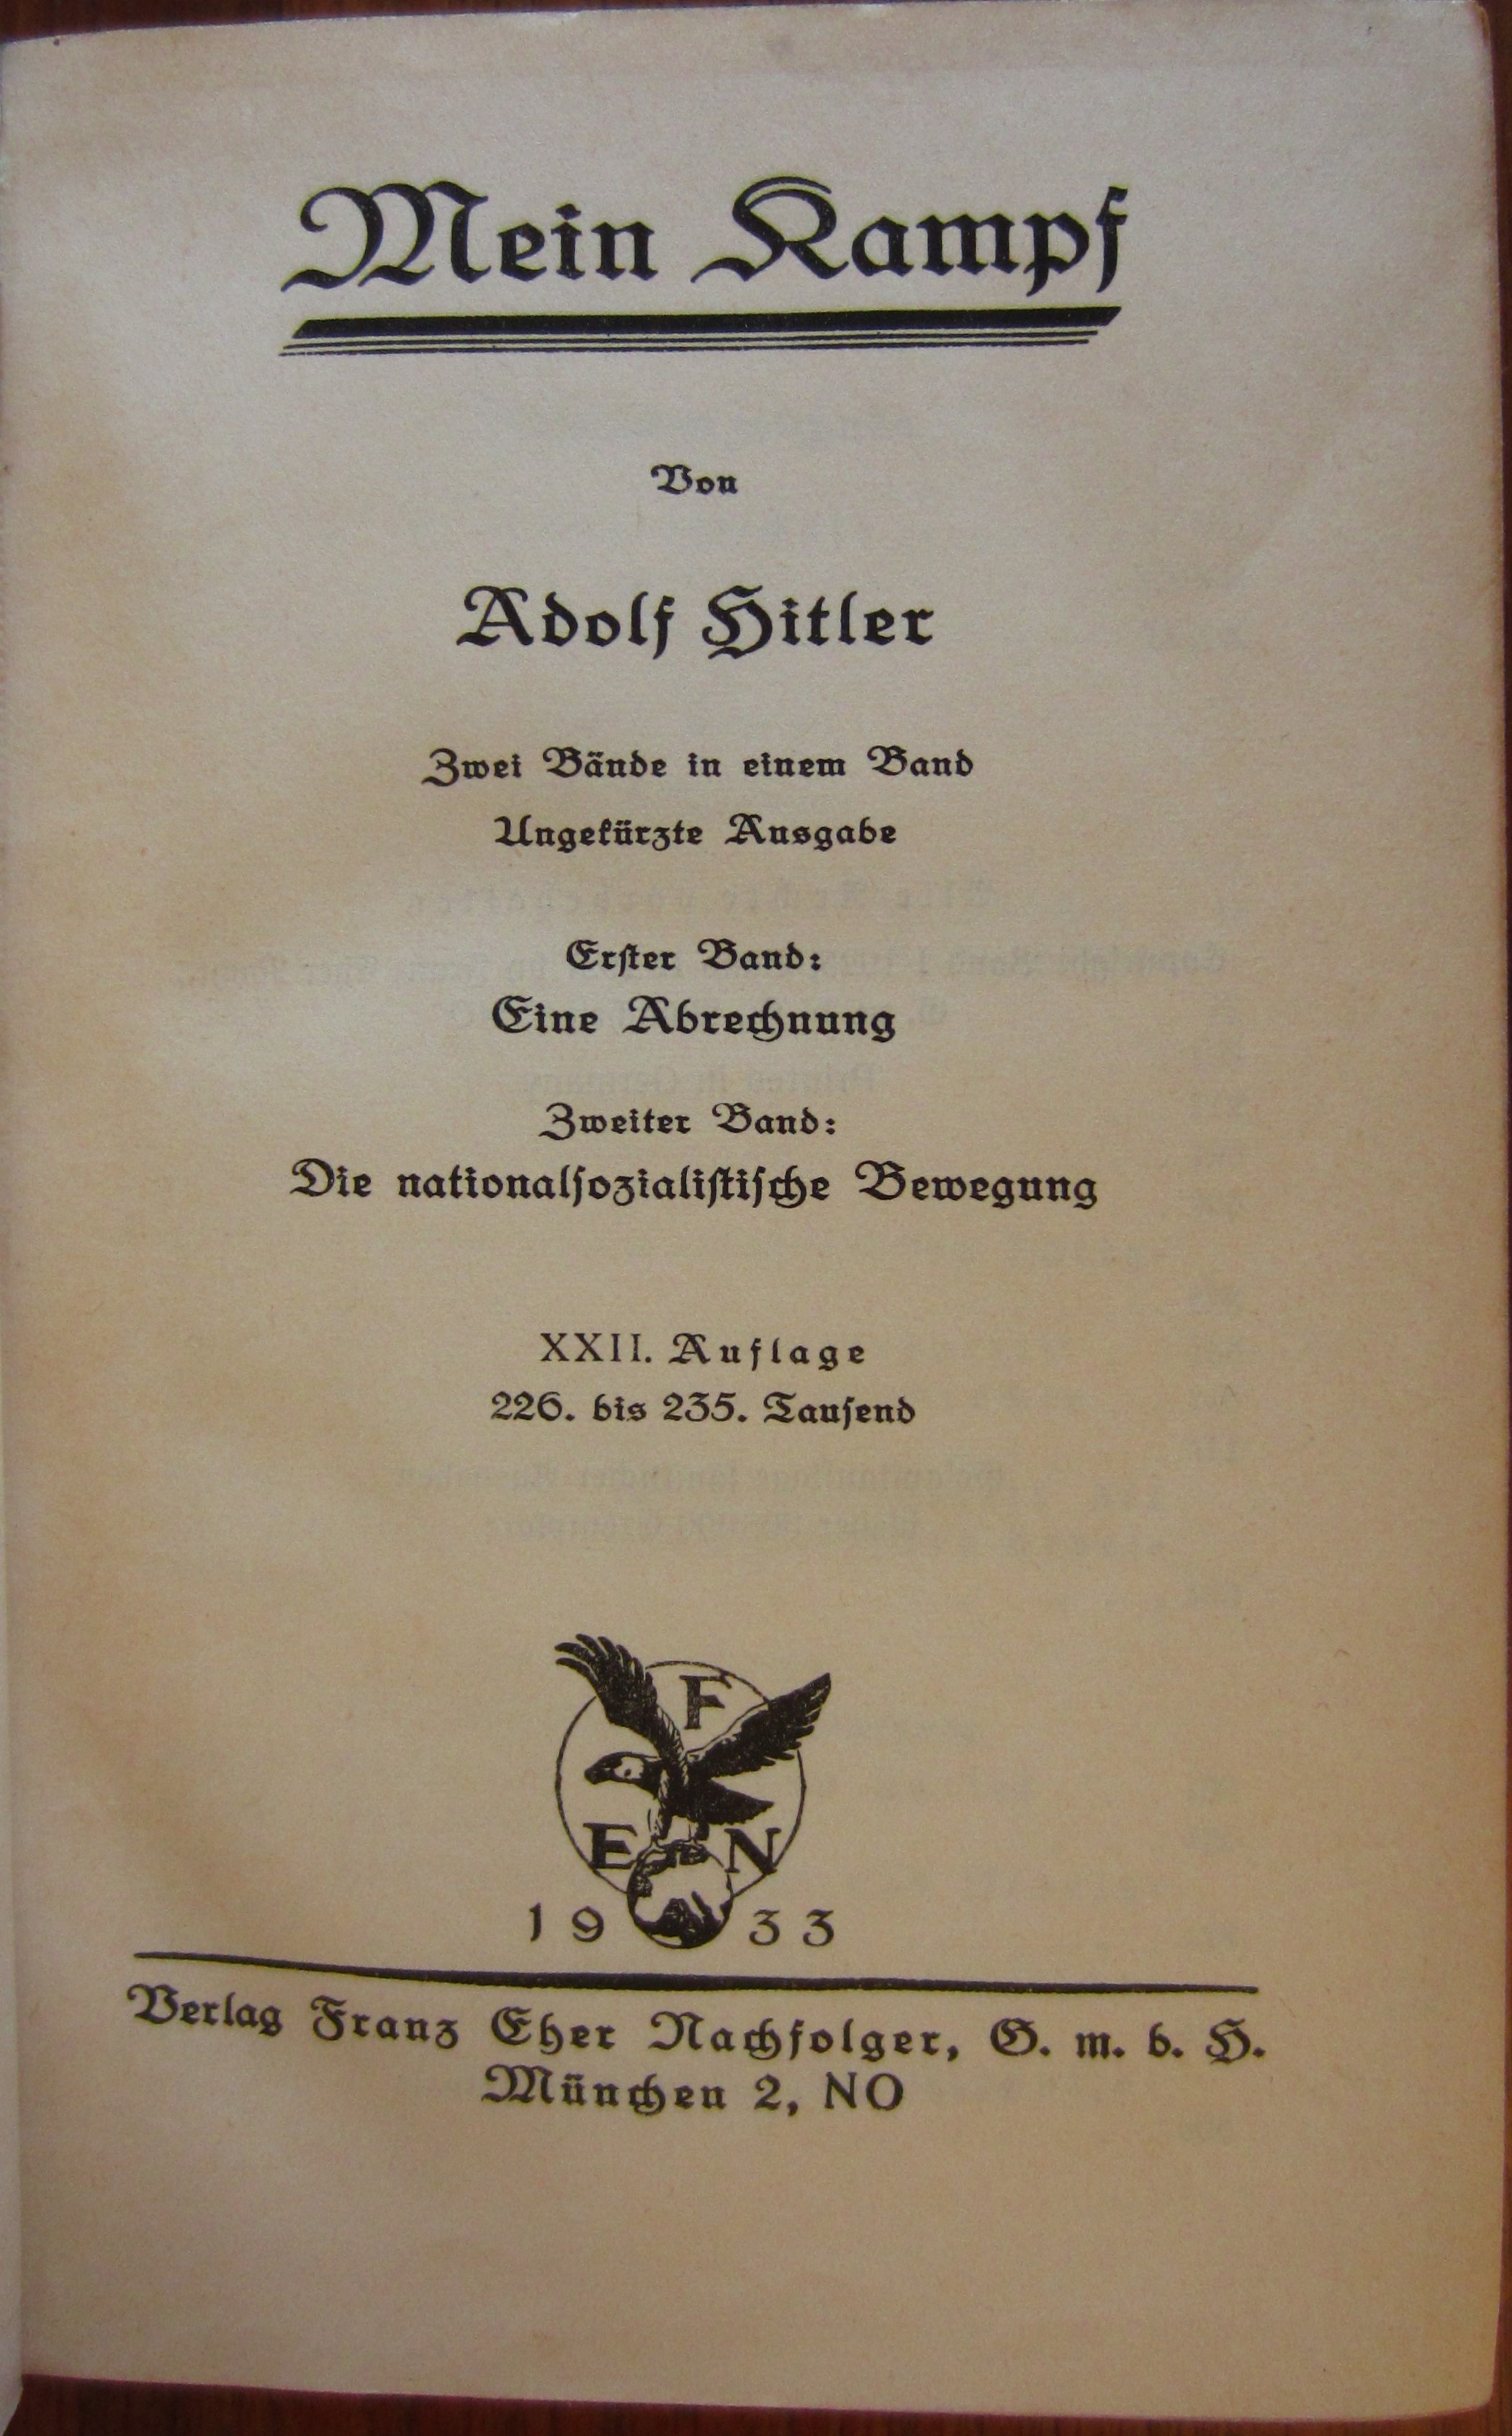 Mein Kampf
Von
Adolf Hitler
Zwei Bände in einem Band
Ungekürzte Ausgabe
Erſter Band:
Eine Abrechnung
Zweiter Band:
Die nationalſozialiſtiſche Bewegung
XXII. Auflage
226. bis 235. Tauſend
F
E N
1933
Verlag Franz Eher Nachfolger, G. m. b. H.
München 2, NO